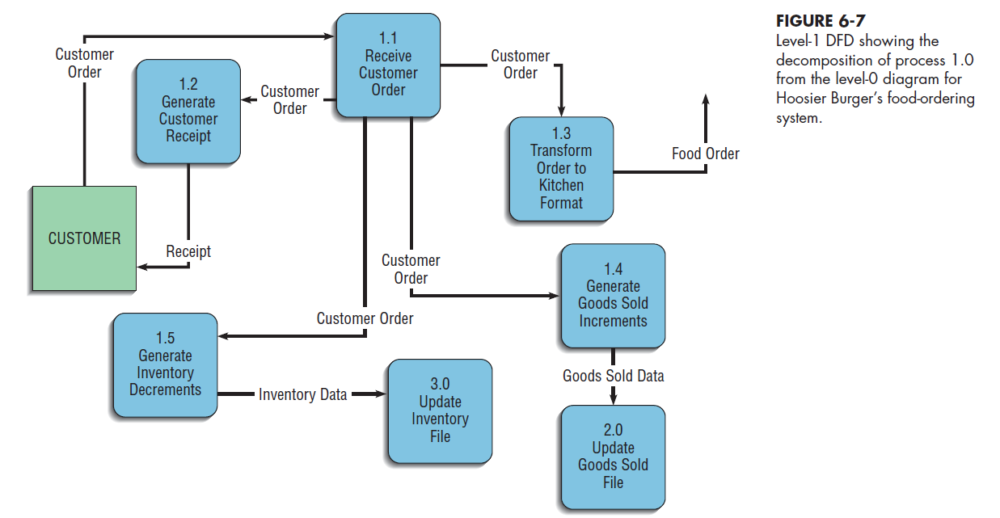 FIGURE 6-7
Level-1 DFD showing the
decomposition of process 1.0
from the level-0 diagram for
Hoosier Burger’s food-ordering
system.
Customer
Order
1.1
Receive
Customer
Order
Customer
Order
1.2
Generate
Customer
Receipt
Customer
Order
1.3
Transform
Order to
Kitchen
Format
Food Order
CUSTOMER
Receipt
Customer
Order
1.4
Generate
Goods Sold
Increments
Customer Order
1.5
Generate
Inventory
Decrements
Inventory Data
3.0
Update
Inventory
File
Goods Sold Data
2.0
Update
Goods Sold
File